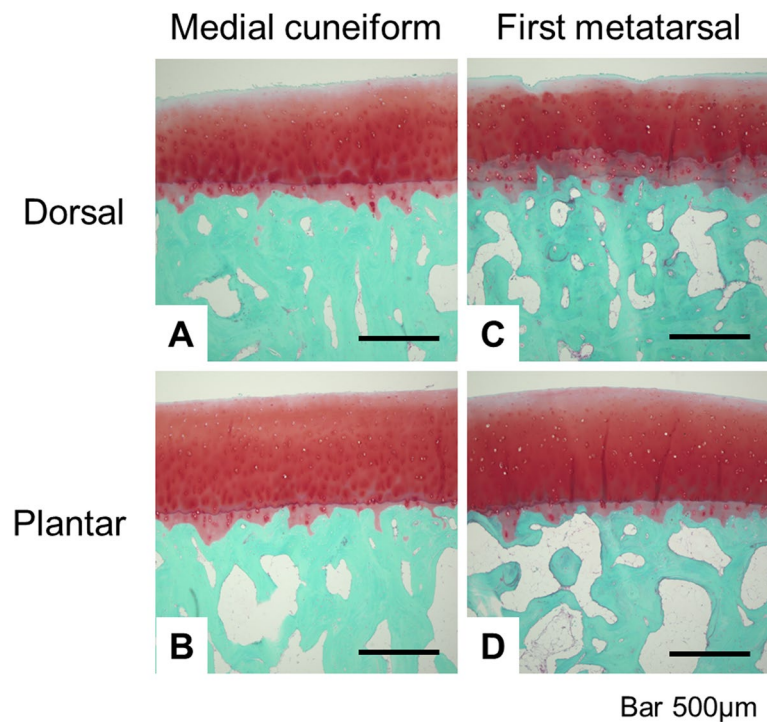 Medial cuneiform
First metatarsal
Dorsal
A
C
Plantar
B
D
Bar 500μm